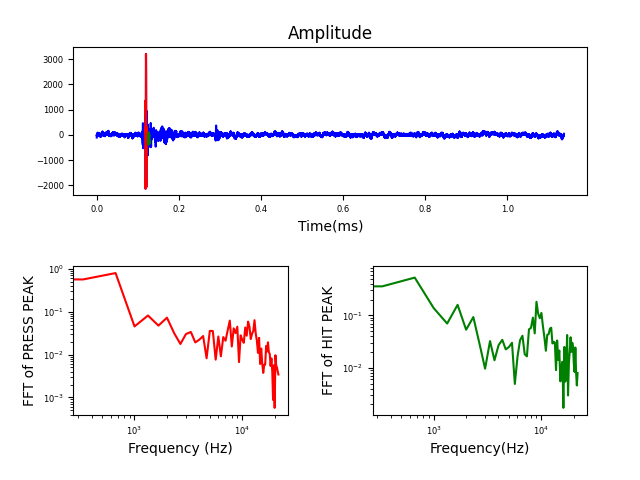 Amplitude
3000
2000
1000
0
−1000
−2000
0.0 0.2 0.4 0.6 0.8 1.0
Time(ms)
FFT of PRESS PEAK
10⁰
10⁻¹
10⁻²
10⁻³
10³ 10⁴
Frequency (Hz)
FFT of HIT PEAK
10⁻¹
10⁻²
10³ 10⁴
Frequency(Hz)